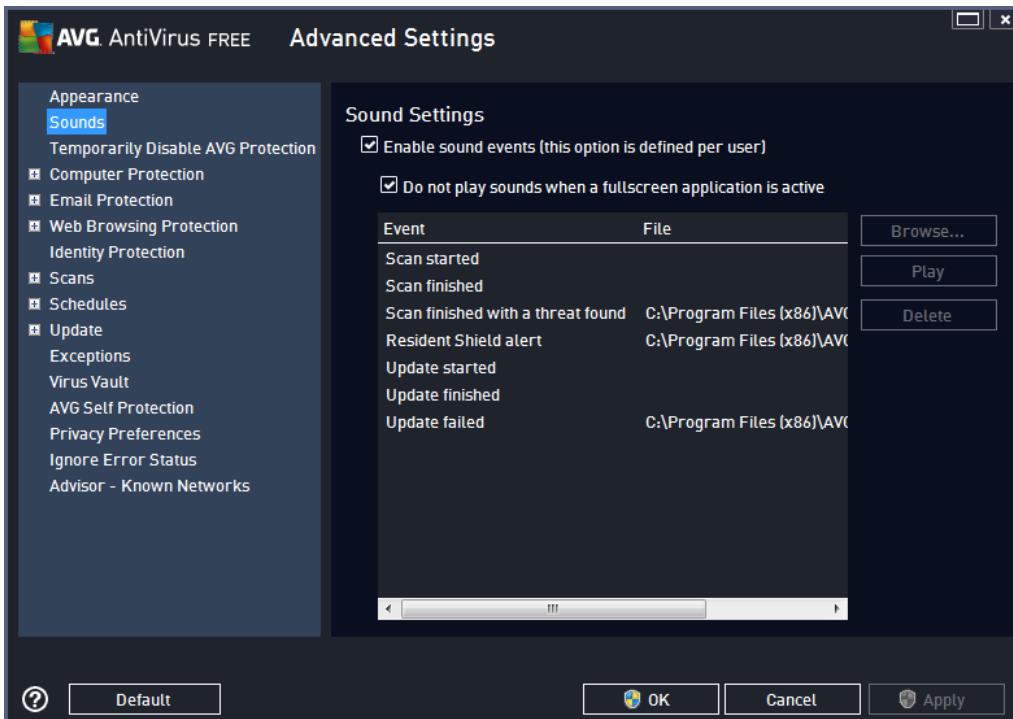 AVG. AntiVirus FREE Advanced Settings
Appearance
Sounds
Temporarily Disable AVG Protection
Computer Protection
Email Protection
Web Browsing Protection
Identity Protection
Scans
Schedules
Update
Exceptions
Virus Vault
AVG Self Protection
Privacy Preferences
Ignore Error Status
Advisor - Known Networks
Sound Settings
Enable sound events (this option is defined per user)
Do not play sounds when a fullscreen application is active
Event File
Scan started
Scan finished
Scan finished with a threat found C:\Program Files (x86)\AV
Resident Shield alert C:\Program Files (x86)\AV
Update started
Update finished
Update failed C:\Program Files (x86)\AV
Browse...
Play
Delete
? Default OK Cancel Apply